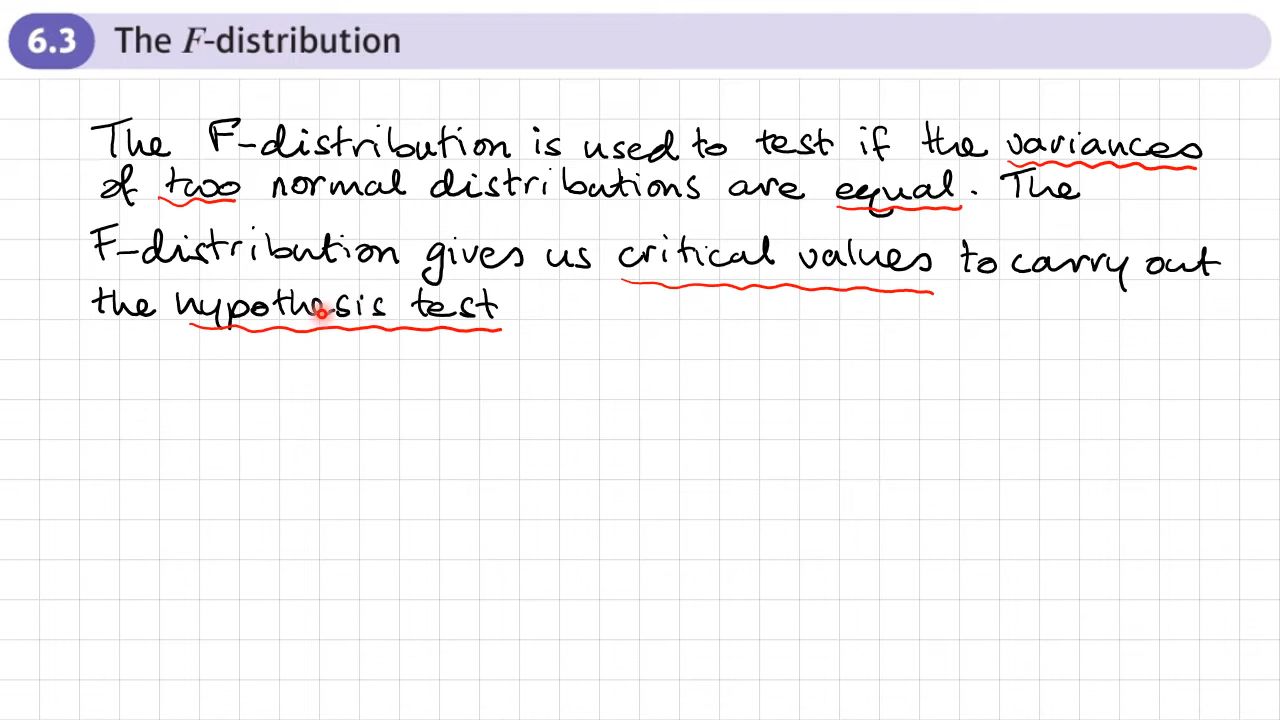 6.3 The F-distribution
The F-distribution is used to test if the variances
of two normal distributions are equal. The
F-distribution gives us critical values to carry out
the hypothesis test